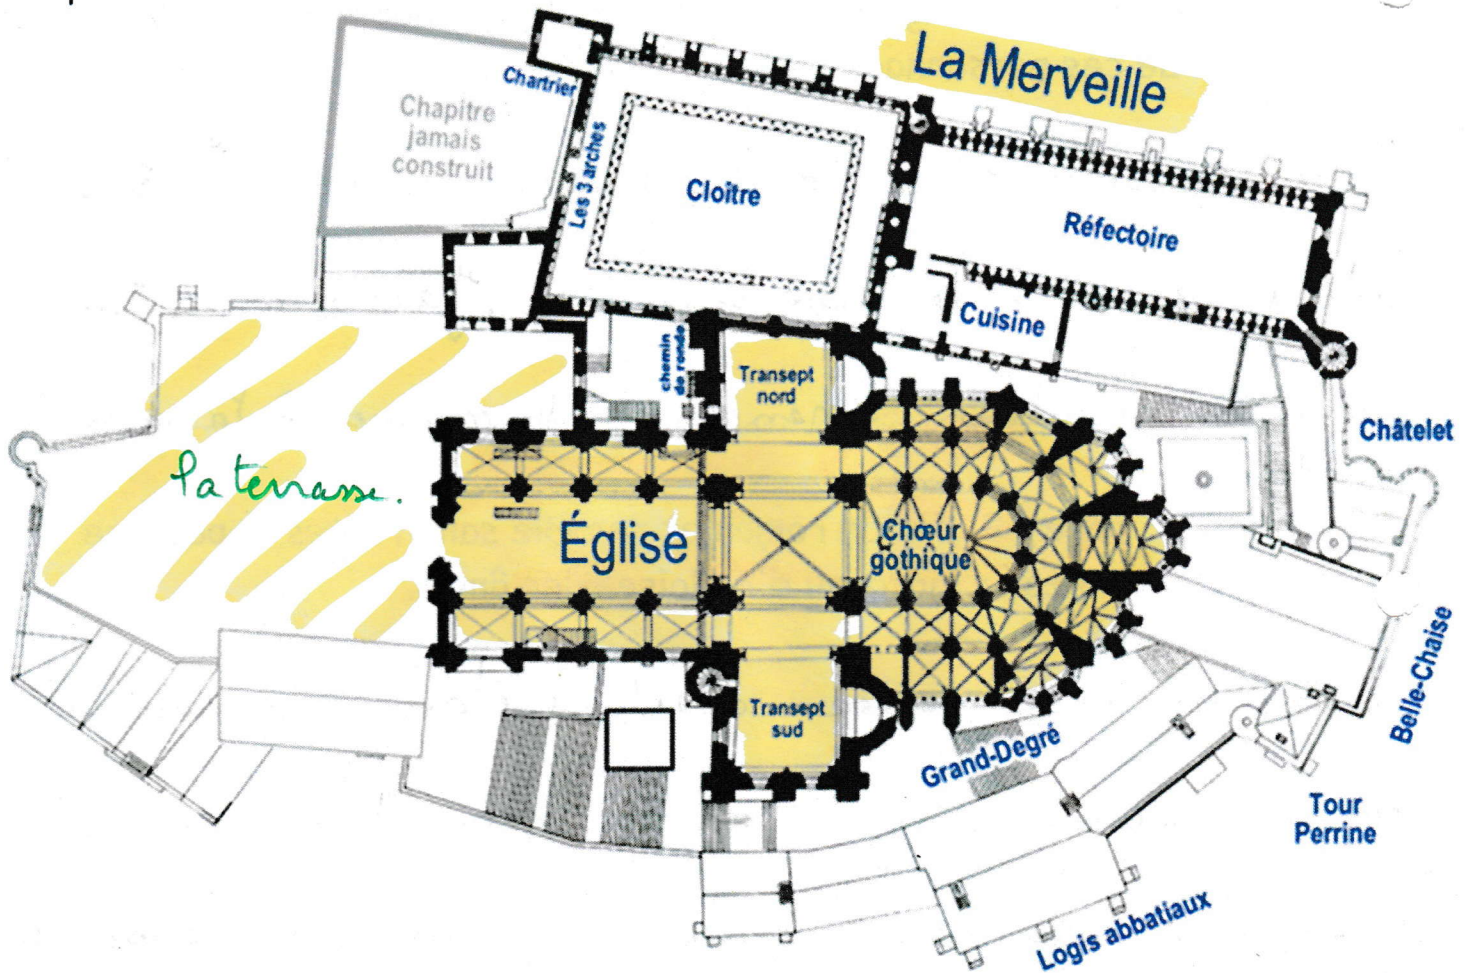 La Merveille
Chartrier
Chapitre
jamais
construit
Les 3 arches
Cloître
Réfectoire
Cuisine
chemin
de ronde
Transept
nord
Châtelet
la terrasse.
Église
Chœur
gothique
Belle-Chaise
Transept
sud
Grand-Degré
Tour
Perrine
Logis abbatiaux